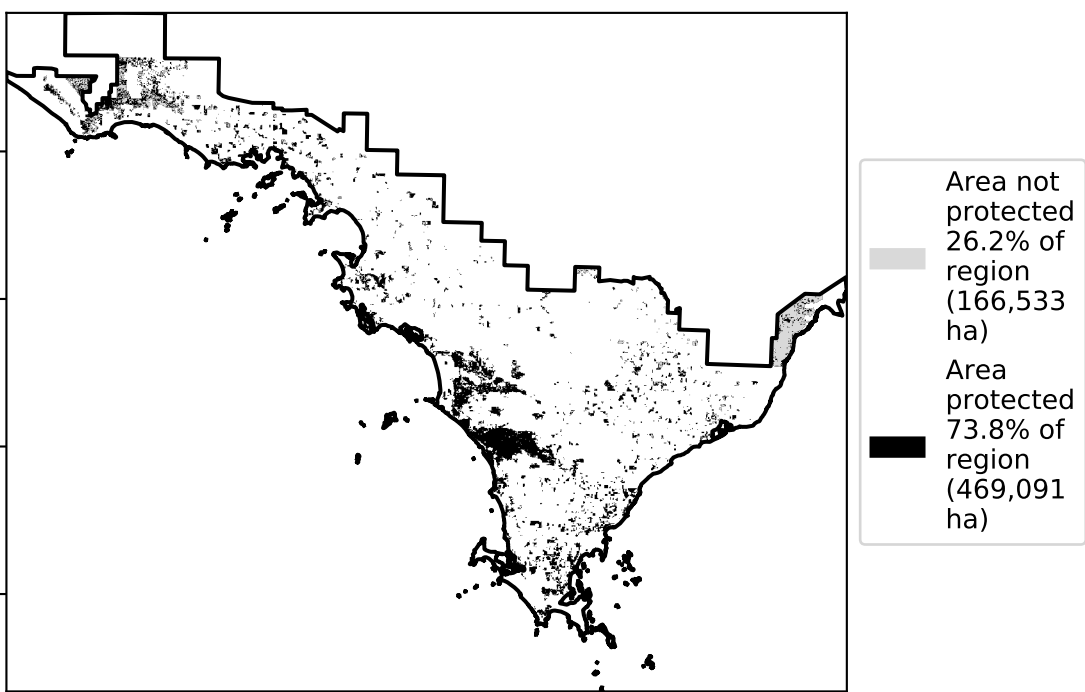 Area not
protected
26.2% of
region
(166,533
ha)
Area
protected
73.8% of
region
(469,091
ha)